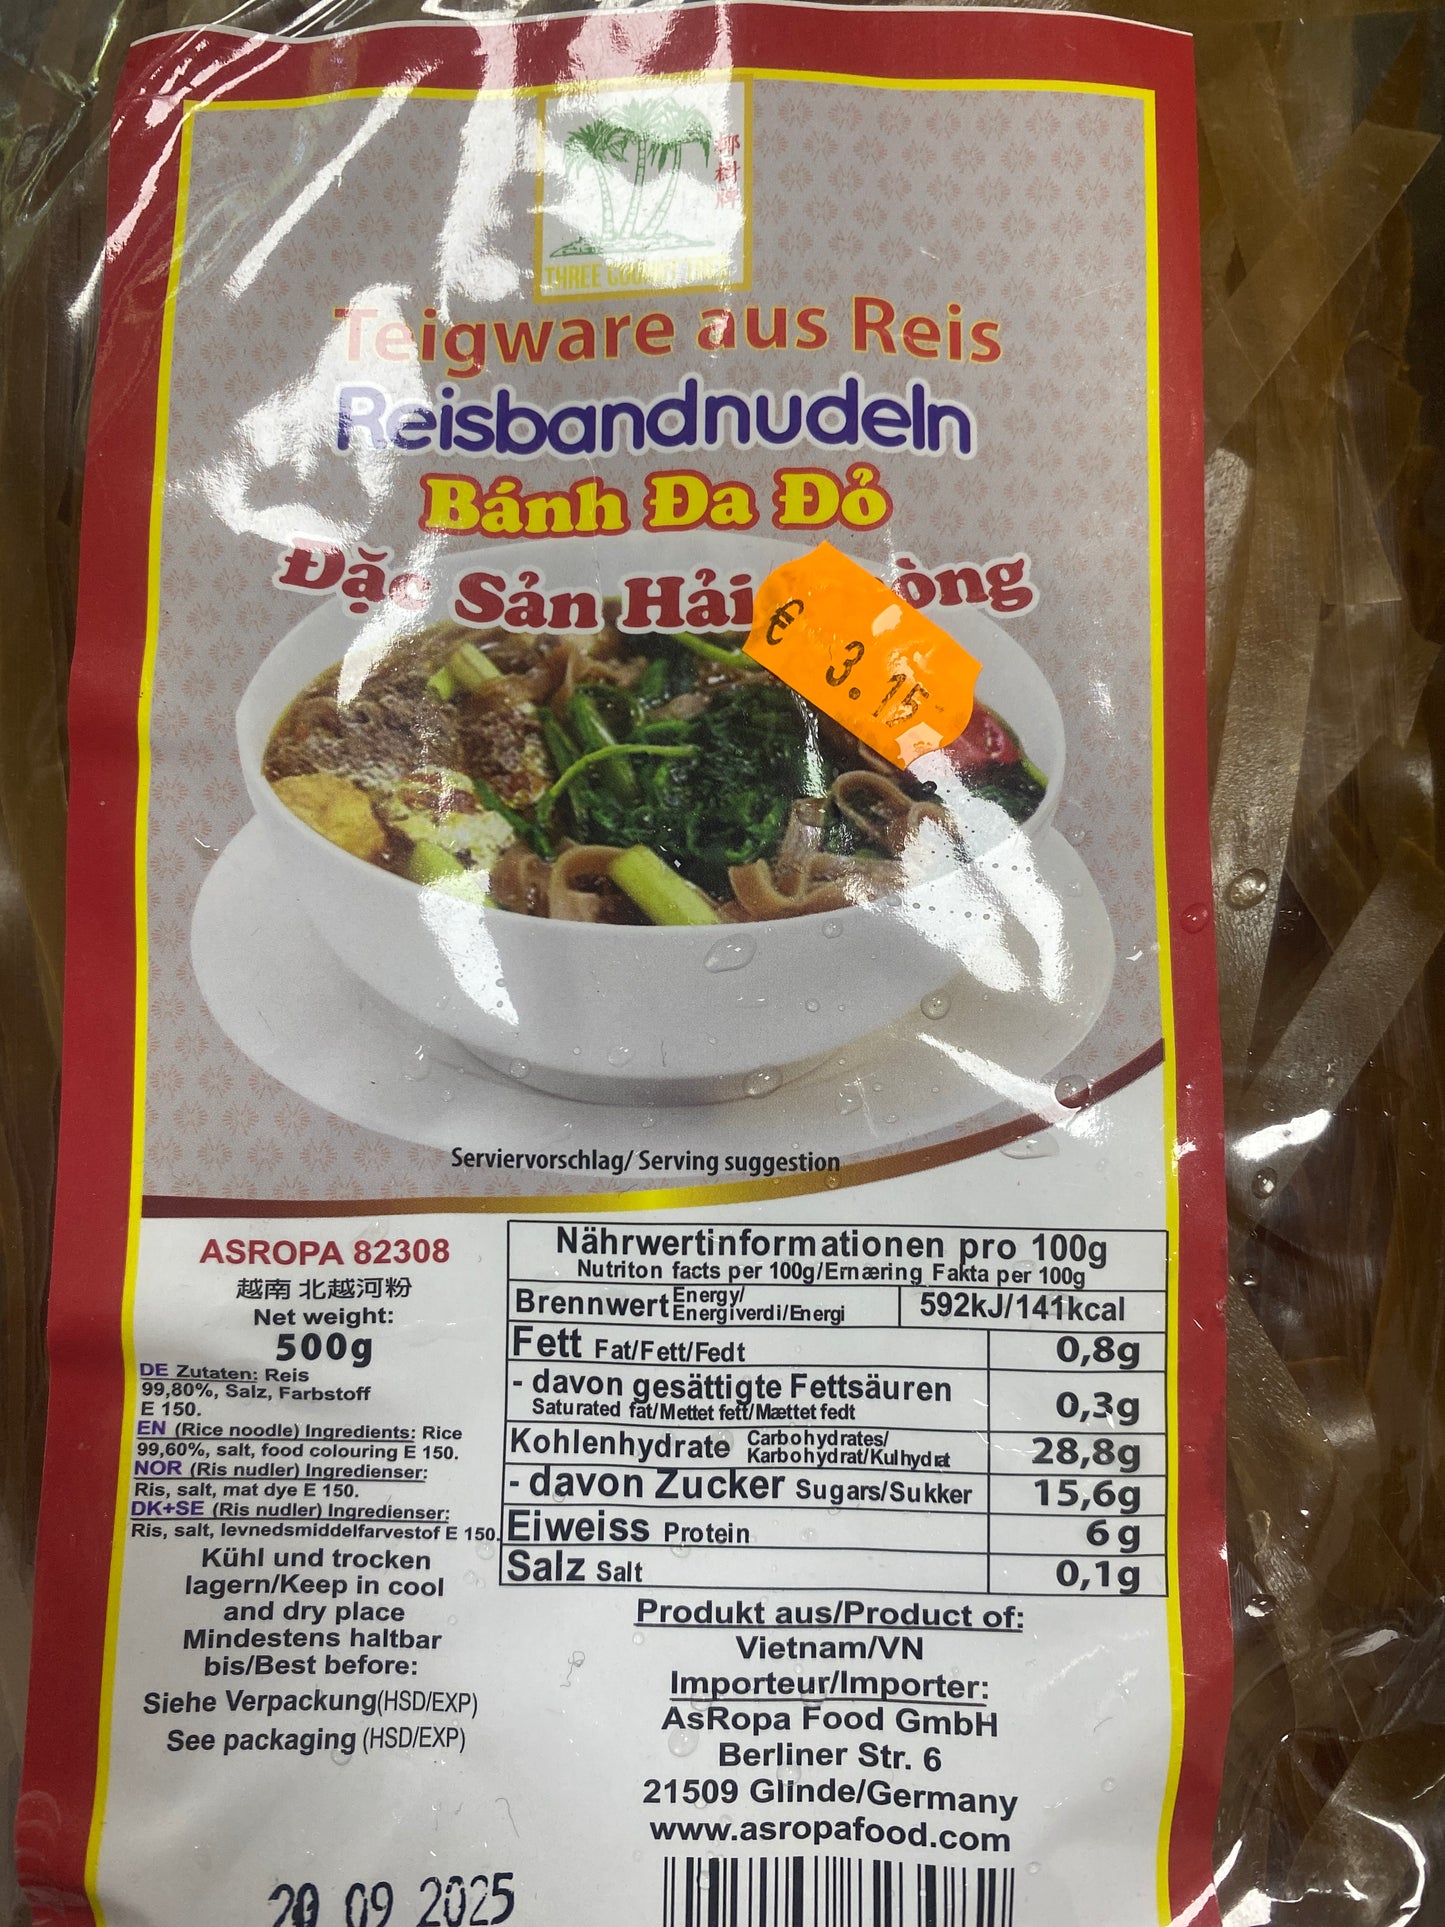 椰树牌
THREE COCONUT TREE
Teigware aus Reis
Reisbandnudeln
Bánh Đa Đỏ
Đặc Sản Hải
€ 3.15
Serviervorschlag/ Serving suggestion
ASROPA 82308
越南 北越河粉
Net weight:
500g
DE Zutaten: Reis
99,80%, Salz, Farbstoff
E 150.
EN (Rice noodle) Ingredients: Rice
99,60%, salt, food colouring E 150.
NOR (Ris nudler) Ingredienser:
Ris, salt, mat dye E 150.
DK+SE (Ris nudler) Ingredienser:
Ris, salt, levnedsmiddelfarvestof E 150.
Kühl und trocken
lagern/Keep in cool
and dry place
Mindestens haltbar
bis/Best before:
Siehe Verpackung(HSD/EXP)
See packaging (HSD/EXP)
20 09 2025
Nährwertinformationen pro 100g
Nutriton facts per 100g/Ernæring Fakta per 100g
Brennwert Energy/ Energiverdi/Energi 592kJ/141kcal
Fett Fat/Fett/Fedt 0,8g
- davon gesättigte Fettsäuren
Saturated fat/Mettet fett/Mættet fedt 0,3g
Kohlenhydrate Carbohydrates/ Karbohydrat/Kulhydrat 28,8g
- davon Zucker Sugars/Sukker 15,6g
Eiweiss Protein 6 g
Salz Salt 0,1g
Produkt aus/Product of:
Vietnam/VN
Importeur/Importer:
AsRopa Food GmbH
Berliner Str. 6
21509 Glinde/Germany
www.asropafood.com